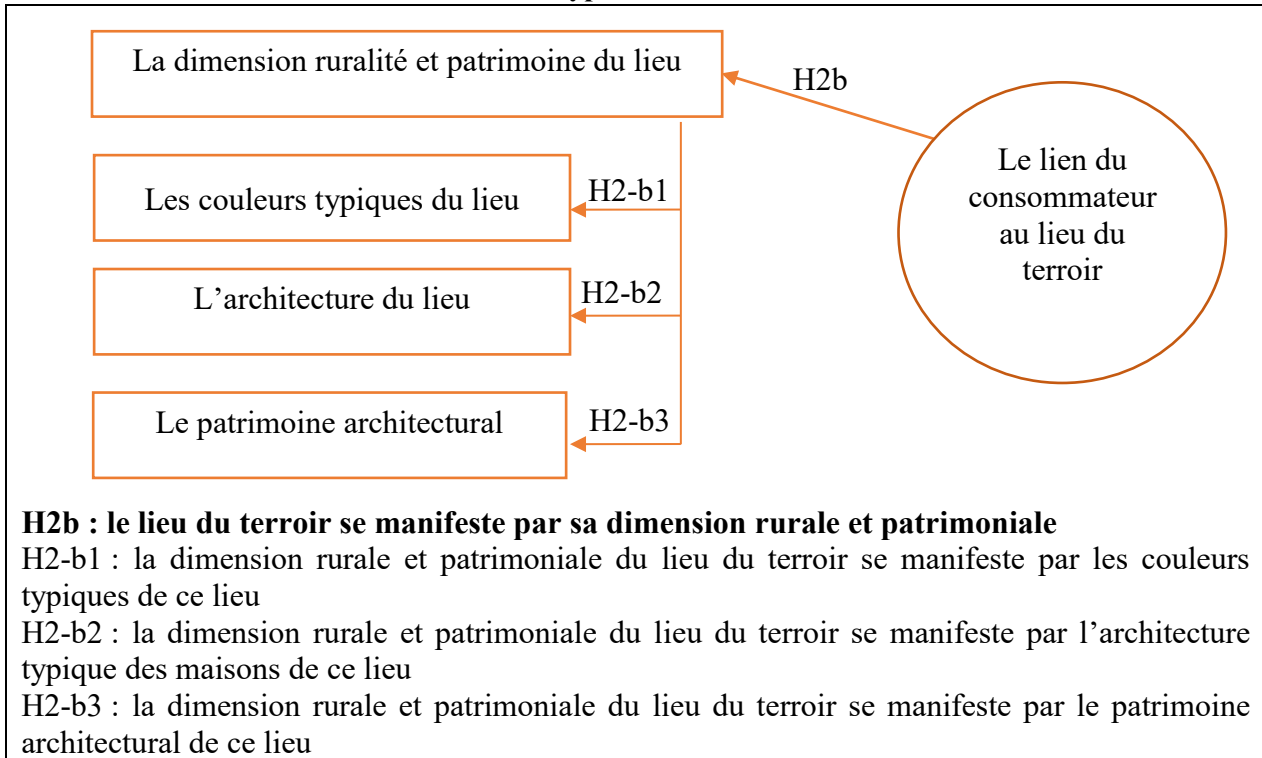 La dimension ruralité et patrimoine du lieu
H2b
Le lien du
consommateur
au lieu du
terroir
Les couleurs typiques du lieu
H2-b1
L’architecture du lieu
H2-b2
Le patrimoine architectural
H2-b3
H2b : le lieu du terroir se manifeste par sa dimension rurale et patrimoniale
H2-b1 : la dimension rurale et patrimoniale du lieu du terroir se manifeste par les couleurs
typiques de ce lieu
H2-b2 : la dimension rurale et patrimoniale du lieu du terroir se manifeste par l’architecture
typique des maisons de ce lieu
H2-b3 : la dimension rurale et patrimoniale du lieu du terroir se manifeste par le patrimoine
architectural de ce lieu